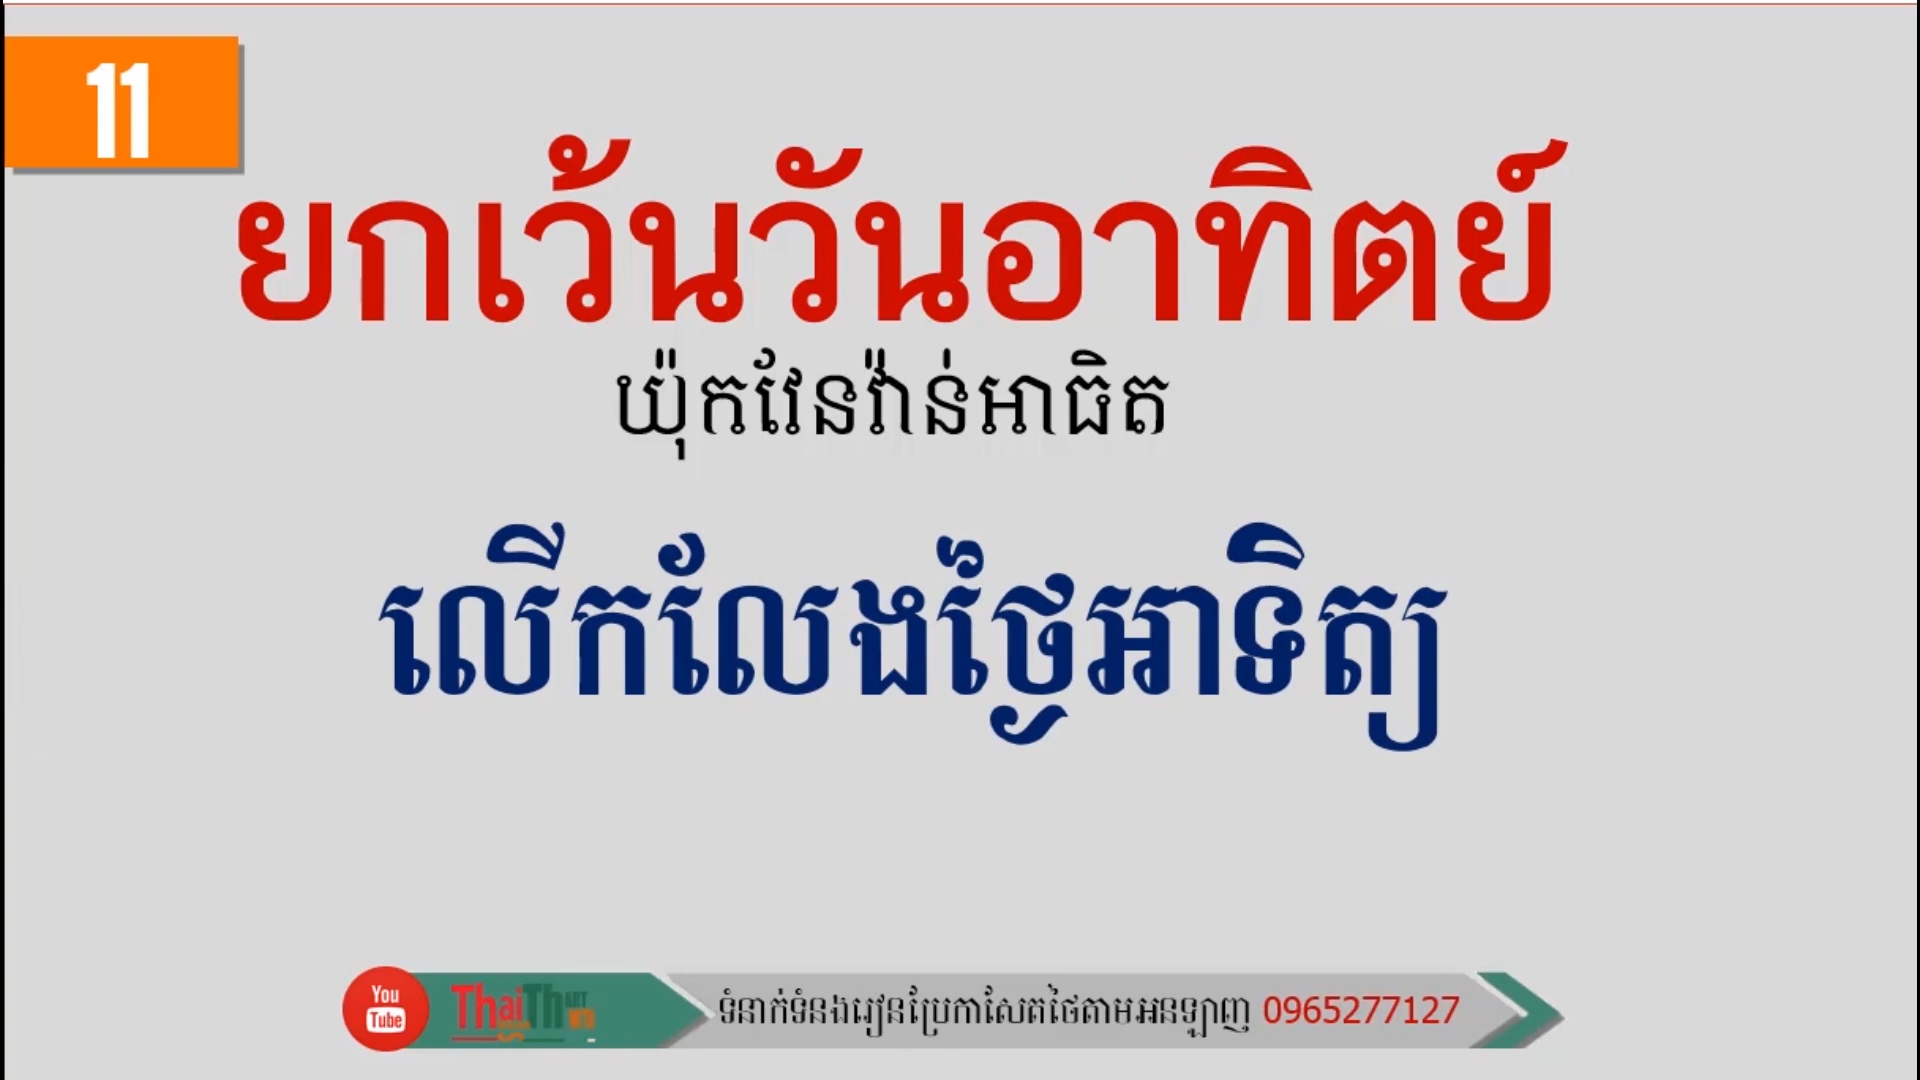 11
ยกเว้นวันอาทิตย์
យ៉ុកវែនវ៉ាន់អាធិត
លើកលែងថ្ងៃអាទិត្យ
You
Tube
ទំនាក់ទំនងរៀនប្រែកាសែតថៃតាមអនឡាញ 0965277127